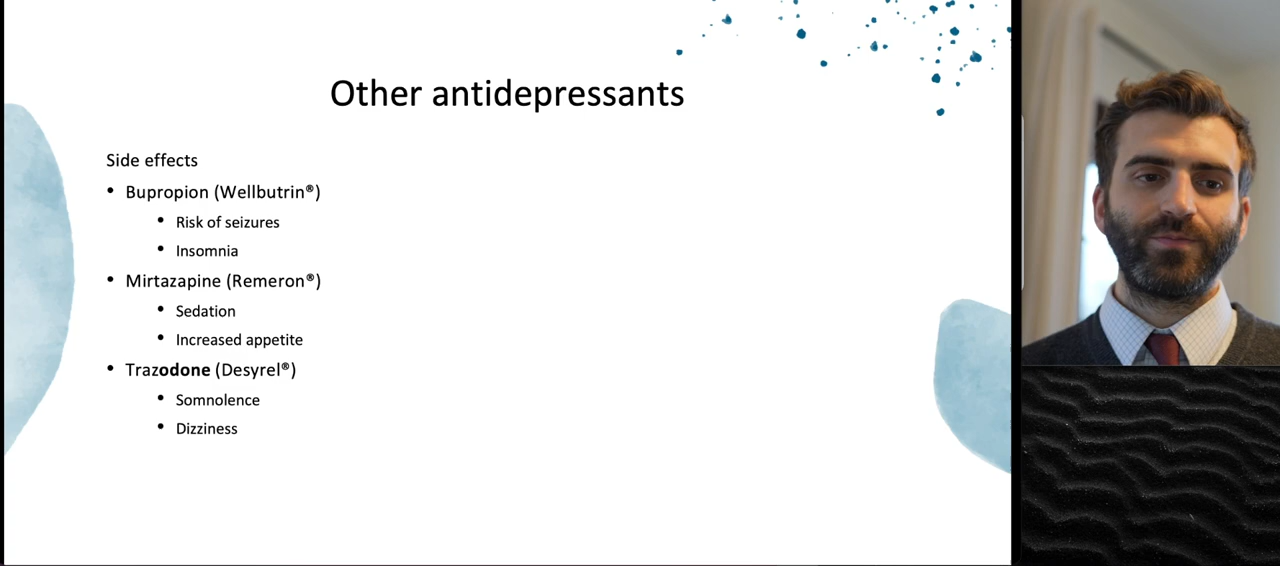 Other antidepressants
Side effects
• Bupropion (Wellbutrin®)
• Risk of seizures
• Insomnia
• Mirtazapine (Remeron®)
• Sedation
• Increased appetite
• Trazodone (Desyrel®)
• Somnolence
• Dizziness